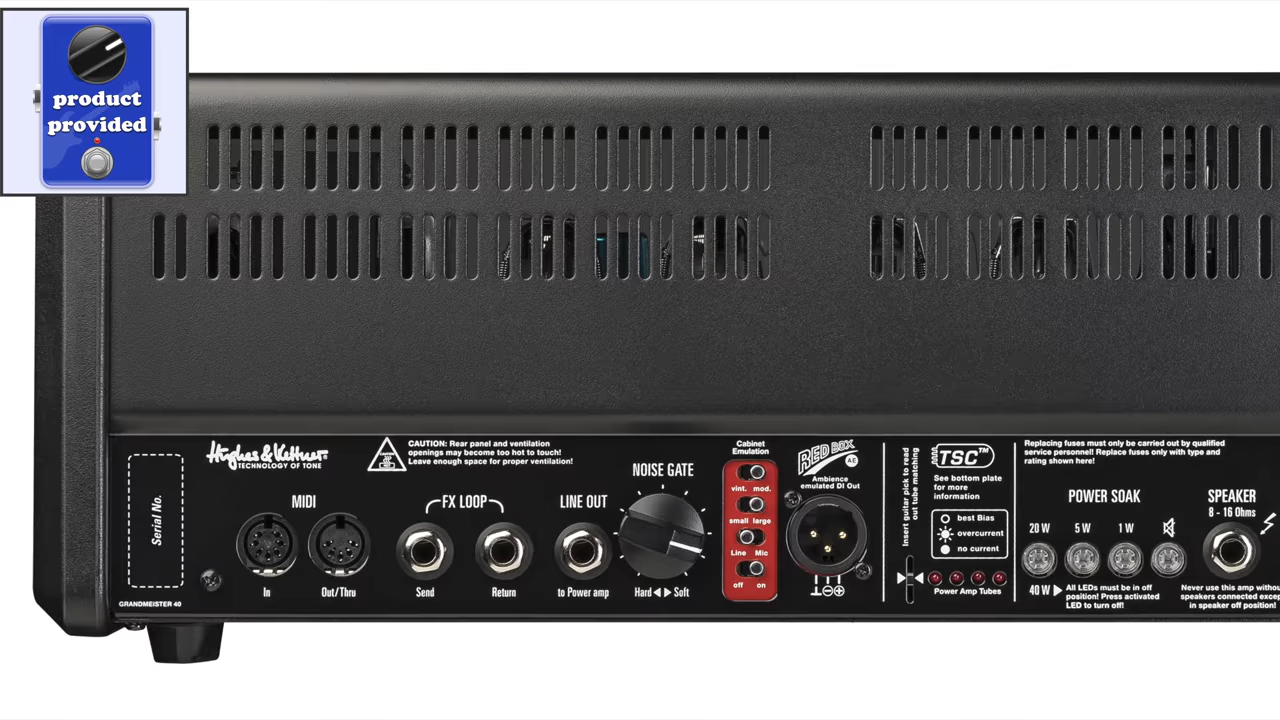 product
provided
Hughes & Kettner
TECHNOLOGY OF TONE
CAUTION: Rear panel and ventilation
openings may become too hot to touch!
Leave enough space for proper ventilation!
Serial No.
GRANDMEISTER 40
MIDI
In
Out/Thru
FX LOOP
Send
Return
LINE OUT
to Power amp
NOISE GATE
Hard ◀ ▶ Soft
Cabinet
Emulation
vint. mod.
small large
Line Mic
off on
RED BOX
AE
Ambience
emulated DI Out
Insert guitar pick to read
out tube matching
TSC™
See bottom plate
for more
information
best Bias
overcurrent
no current
Power Amp Tubes
Replacing fuses must only be carried out by qualified
service personnel! Replace fuses only with type and
rating shown here!
POWER SOAK
20 W 5 W 1 W
40 W ▶ All LEDs must be in off
position! Press activated
LED to turn off!
SPEAKER
8 - 16 Ohms
Never use this amp without
speakers connected
in speaker off position!